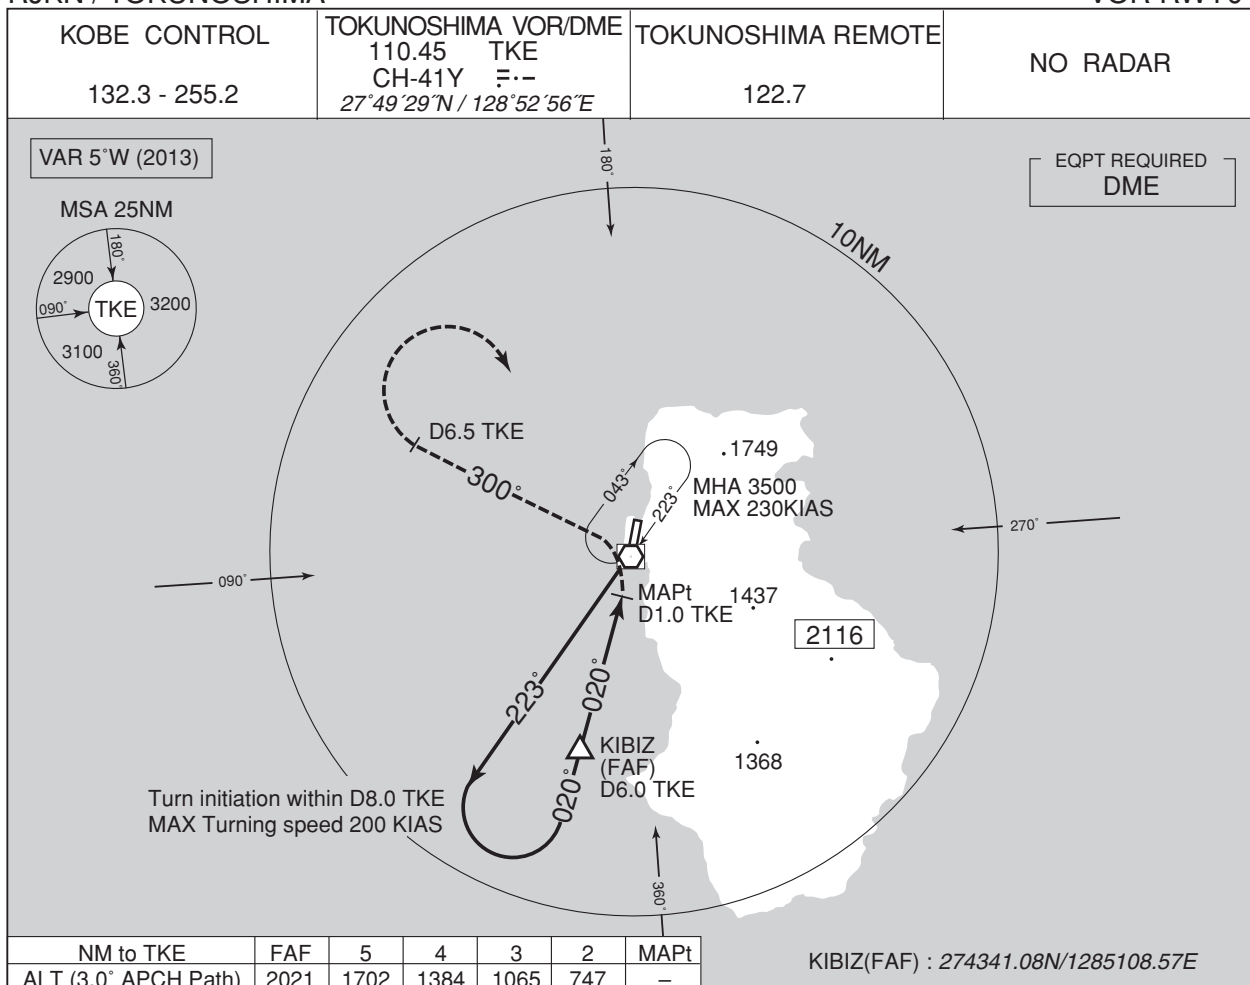 KOBE CONTROL
132.3 - 255.2
TOKUNOSHIMA VOR/DME
110.45 TKE
CH-41Y
27°49´29˝N / 128°52´56˝E
TOKUNOSHIMA REMOTE
122.7
NO RADAR
VAR 5°W (2013)
EQPT REQUIRED
DME
MSA 25NM
180°
2900
090°
TKE
3200
3100
360°
180°
10NM
D6.5 TKE
300°
043°
223°
1749
MHA 3500
MAX 230KIAS
270°
090°
MAPt
D1.0 TKE
1437
2116
223°
020°
KIBIZ
(FAF)
D6.0 TKE
1368
020°
Turn initiation within D8.0 TKE
MAX Turning speed 200 KIAS
360°
NM to TKE FAF 5 4 3 2 MAPt
ALT (3.0° APCH Path) 2021 1702 1384 1065 747 –
KIBIZ(FAF) : 274341.08N/1285108.57E